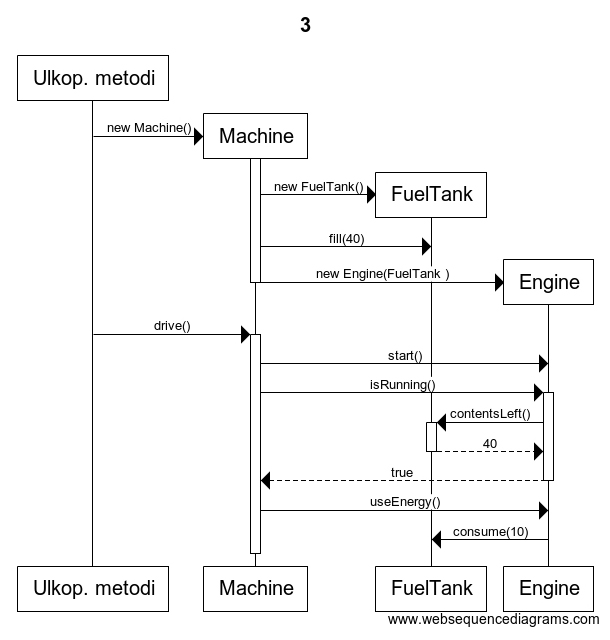 3
Ulkop. metodi
new Machine()
Machine
new FuelTank()
FuelTank
fill(40)
new Engine(FuelTank )
Engine
drive()
start()
isRunning()
contentsLeft()
40
true
useEnergy()
consume(10)
Ulkop. metodi Machine FuelTank Engine
www.websequencediagrams.com